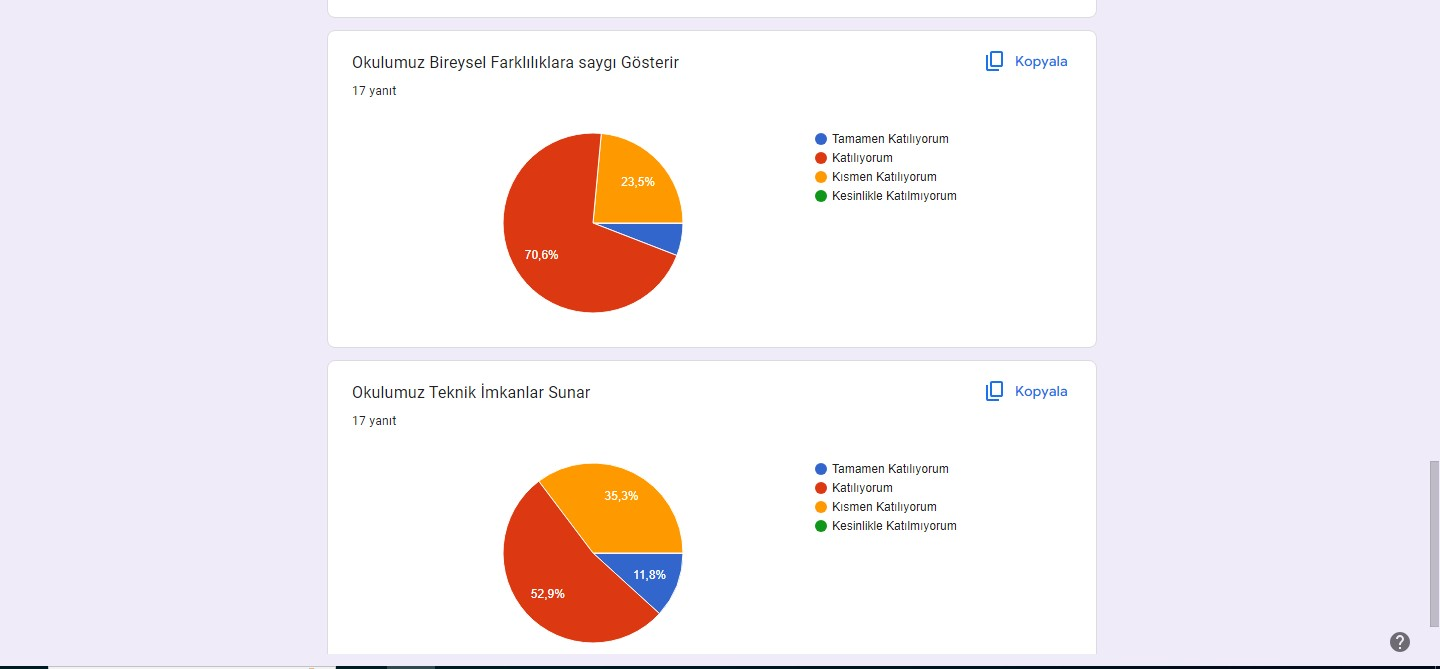 Okulumuz Bireysel Farklılıklara saygı Gösterir
Kopyala
17 yanıt
Tamamen Katılıyorum
Katılıyorum
Kısmen Katılıyorum
Kesinlikle Katılmıyorum
23,5%
70,6%
Okulumuz Teknik İmkanlar Sunar
Kopyala
17 yanıt
Tamamen Katılıyorum
Katılıyorum
Kısmen Katılıyorum
Kesinlikle Katılmıyorum
35,3%
11,8%
52,9%
?